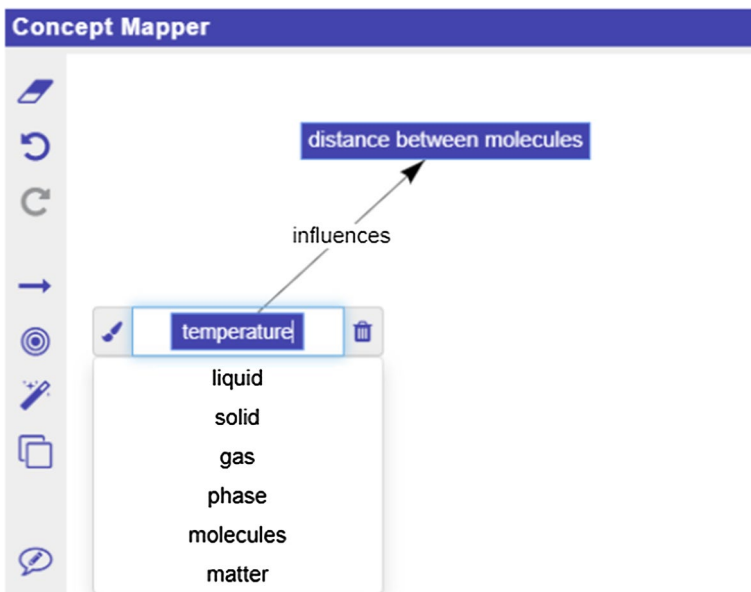 Concept Mapper
distance between molecules
influences
temperature
liquid
solid
gas
phase
molecules
matter